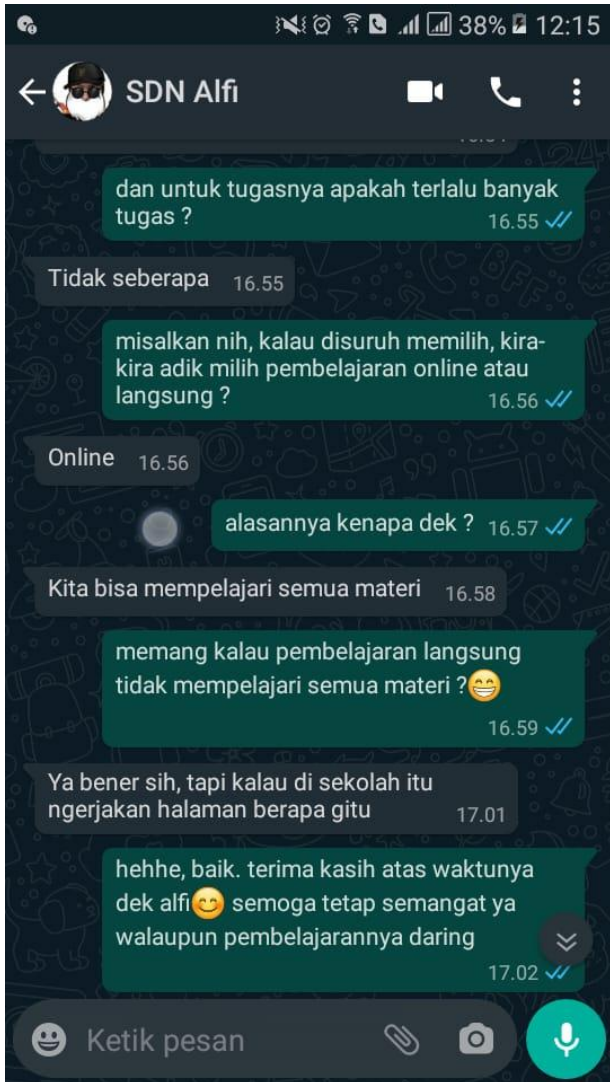 38% 12:15
SDN Alfi
dan untuk tugasnya apakah terlalu banyak
tugas ?
16.55
Tidak seberapa 16.55
misalkan nih, kalau disuruh memilih, kira-
kira adik milih pembelajaran online atau
langsung ?
16.56
Online 16.56
alasannya kenapa dek ? 16.57
Kita bisa mempelajari semua materi 16.58
memang kalau pembelajaran langsung
tidak mempelajari semua materi ?😁
16.59
Ya bener sih, tapi kalau di sekolah itu
ngerjakan halaman berapa gitu 17.01
hehhe, baik. terima kasih atas waktunya
dek alfi😊 semoga tetap semangat ya
walaupun pembelajarannya daring
17.02
Ketik pesan